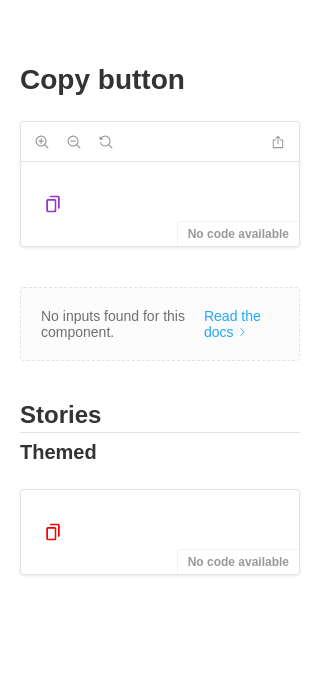 Copy button
No code available
No inputs found for this
component.
Read the
docs
Stories
Themed
No code available